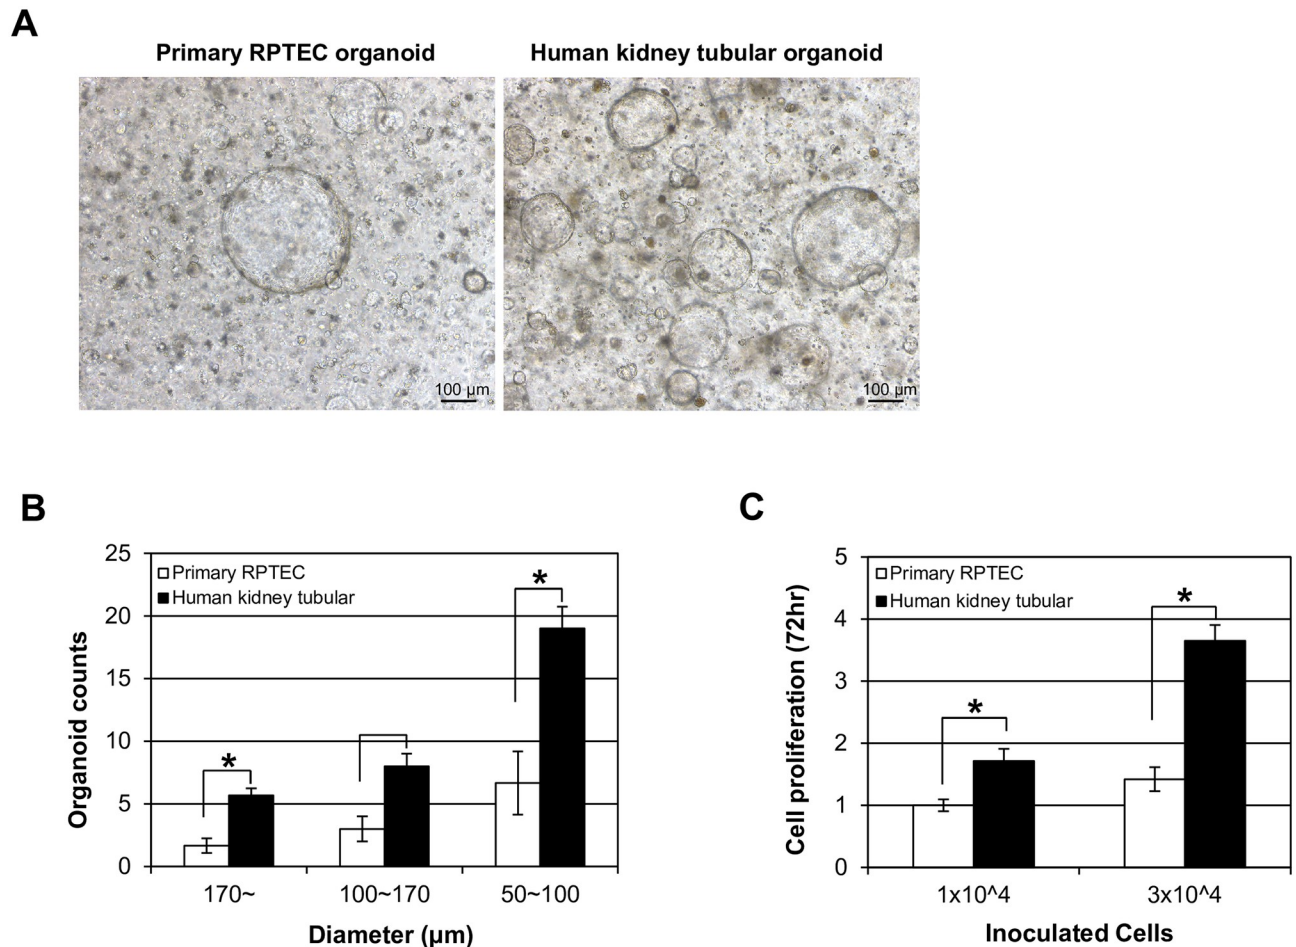 A
Primary RPTEC organoid
Human kidney tubular organoid
100 µm
100 µm
B
25
20
15
10
5
0
Organoid counts
Primary RPTEC
Human kidney tubular
*
*
170~
100~170
50~100
Diameter (µm)
C
5
4
3
2
1
0
Cell proliferation (72hr)
Primary RPTEC
Human kidney tubular
*
*
1x10^4
3x10^4
Inoculated Cells